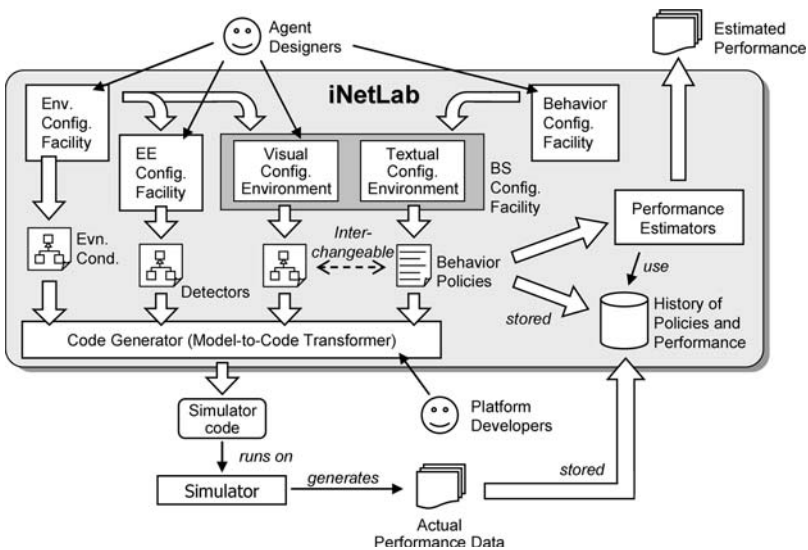 Agent
Designers
Estimated
Performance
iNetLab
Env.
Config.
Facility
EE
Config.
Facility
Visual
Config.
Environment
Textual
Config.
Environment
BS
Config.
Facility
Behavior
Config.
Facility
Performance
Estimators
Evn.
Cond.
Detectors
Inter-
changeable
Behavior
Policies
use
stored
History of
Policies and
Performance
Code Generator (Model-to-Code Transformer)
Simulator
code
Platform
Developers
runs on
Simulator
generates
stored
Actual
Performance Data